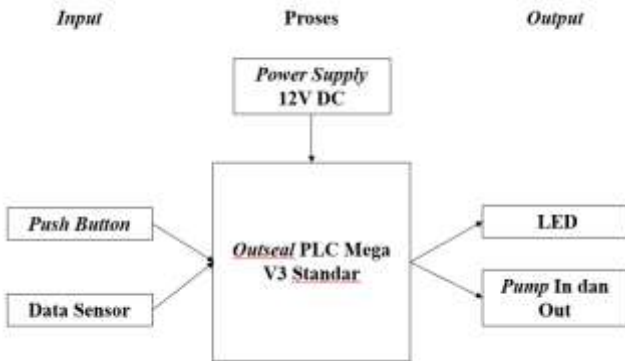 Input
Proses
Output
Power Supply
12V DC
Push Button
Data Sensor
Outseal PLC Mega
V3 Standar
LED
Pump In dan
Out